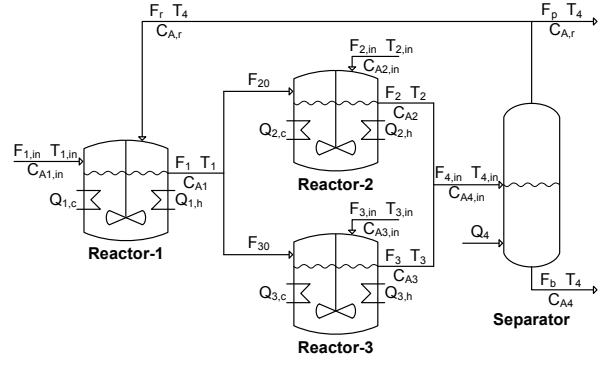 F_r T_4
C_A,r
F_p T_4
C_A,r
F_2,in T_2,in
C_A2,in
F_20
F_2 T_2
C_A2
Q_2,c
Q_2,h
Reactor-2
F_1,in T_1,in
C_A1,in
F_1 T_1
C_A1
Q_1,c
Q_1,h
Reactor-1
F_4,in T_4,in
C_A4,in
F_3,in T_3,in
C_A3,in
F_30
F_3 T_3
C_A3
Q_3,c
Q_3,h
Reactor-3
Q_4
F_b T_4
C_A4
Separator